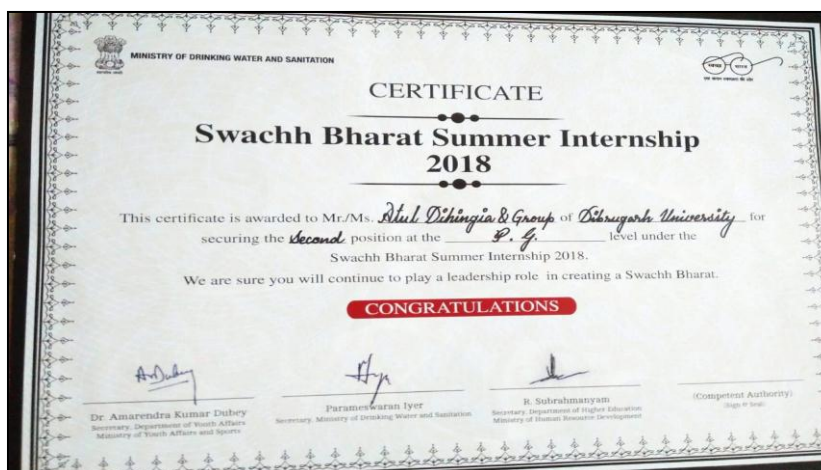 MINISTRY OF DRINKING WATER AND SANITATION
CERTIFICATE
Swachh Bharat Summer Internship
2018
This certificate is awarded to Mr./Ms. Atul Dihingia & Group of Dibrugarh University for
securing the Second position at the P. G. level under the
Swachh Bharat Summer Internship 2018.
We are sure you will continue to play a leadership role in creating a Swachh Bharat.
CONGRATULATIONS
Dr. Amarendra Kumar Dubey
Secretary, Department of Youth Affairs
Ministry of Youth Affairs and Sports
Parameswaran Iyer
Secretary, Ministry of Drinking Water and Sanitation
R. Subrahmanyam
Secretary, Department of Higher Education
Ministry of Human Resource Development
(Competent Authority)
(Sign & Seal)